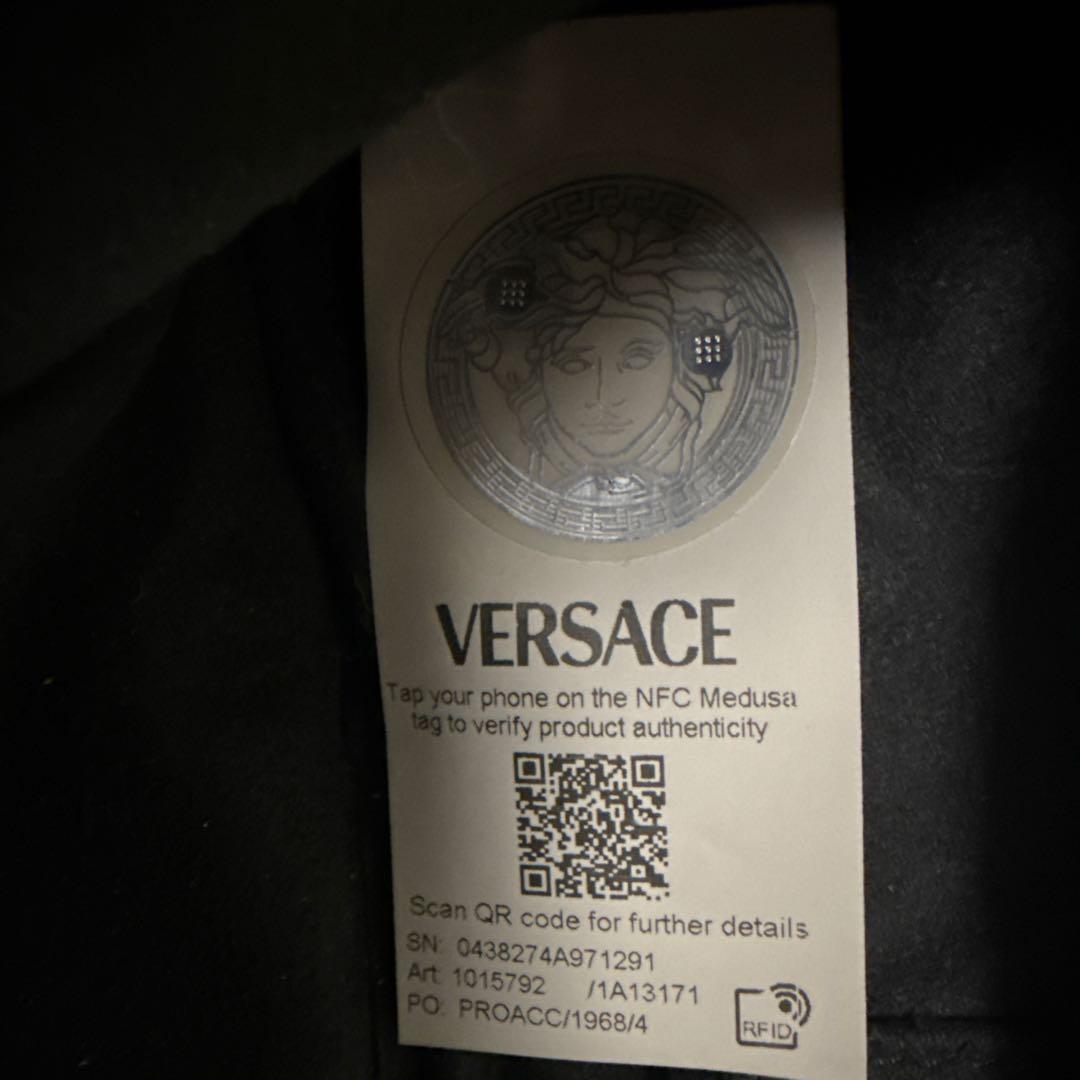 VERSACE
Tap your phone on the NFC Medusa
tag to verify product authenticity
Scan QR code for further details
SN: 0438274A971291
Art: 1015792 /1A13171
PO: PROACC/1968/4
RFID